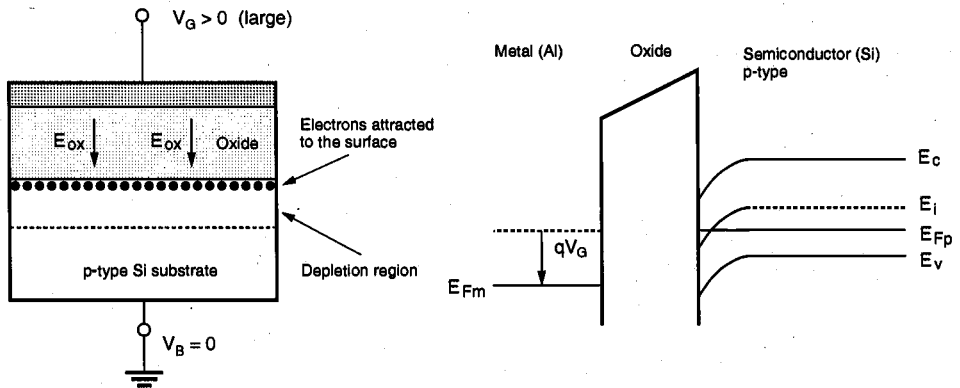 V_G > 0 (large)
E_ox
E_ox
Oxide
Electrons attracted
to the surface
p-type Si substrate
Depletion region
V_B = 0
Metal (Al)
Oxide
Semiconductor (Si)
p-type
E_c
E_i
E_Fp
E_v
qV_G
E_Fm